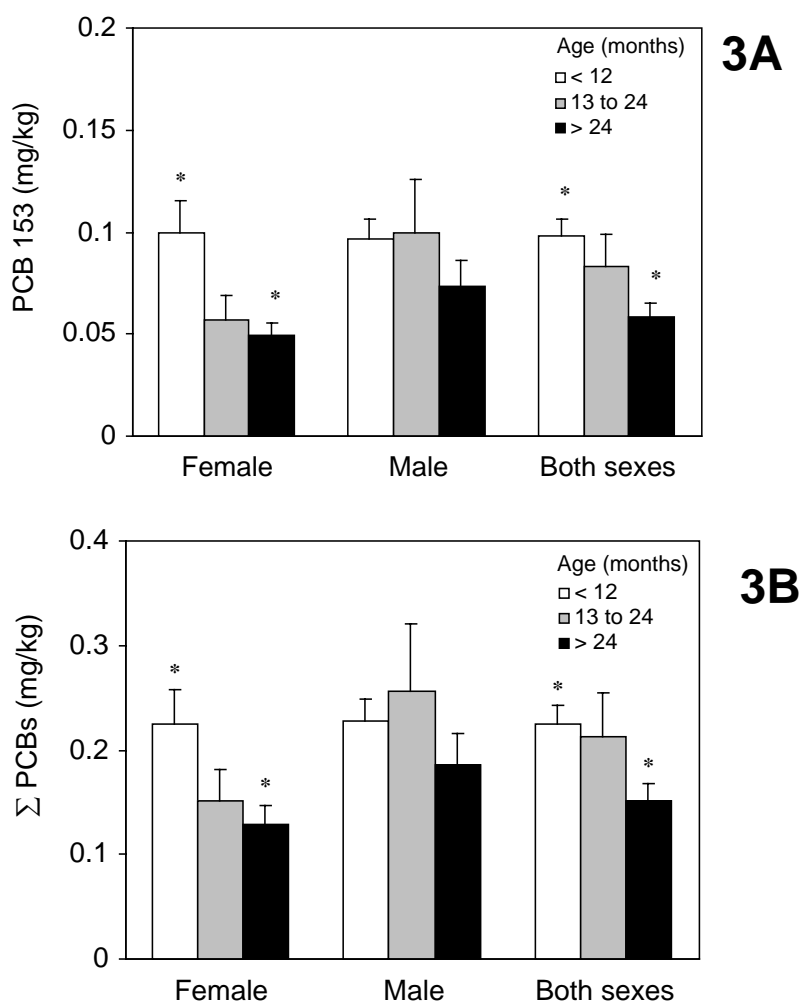 3A
0.2
0.15
0.1
0.05
0
PCB 153 (mg/kg)
Age (months)
< 12
13 to 24
> 24
*
*
*
*
Female Male Both sexes
3B
0.4
0.3
0.2
0.1
0
∑ PCBs (mg/kg)
Age (months)
< 12
13 to 24
> 24
*
*
*
*
Female Male Both sexes